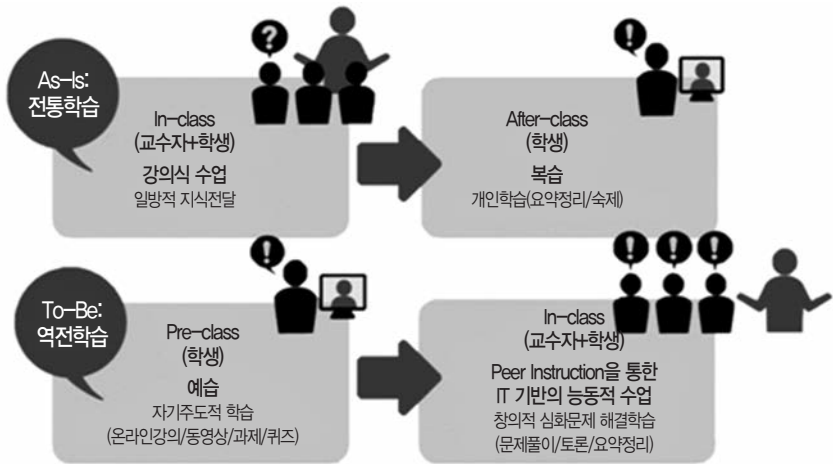 As-Is:
전통학습
?
In-class
(교수자+학생)
강의식 수업
일방적 지식전달
!
After-class
(학생)
복습
개인학습(요약정리/숙제)
To-Be:
역전학습
!
Pre-class
(학생)
예습
자기주도적 학습
(온라인강의/동영상/과제/퀴즈)
! ! !
In-class
(교수자+학생)
Peer Instruction을 통한
IT 기반의 능동적 수업
창의적 심화문제 해결학습
(문제풀이/토론/요약정리)